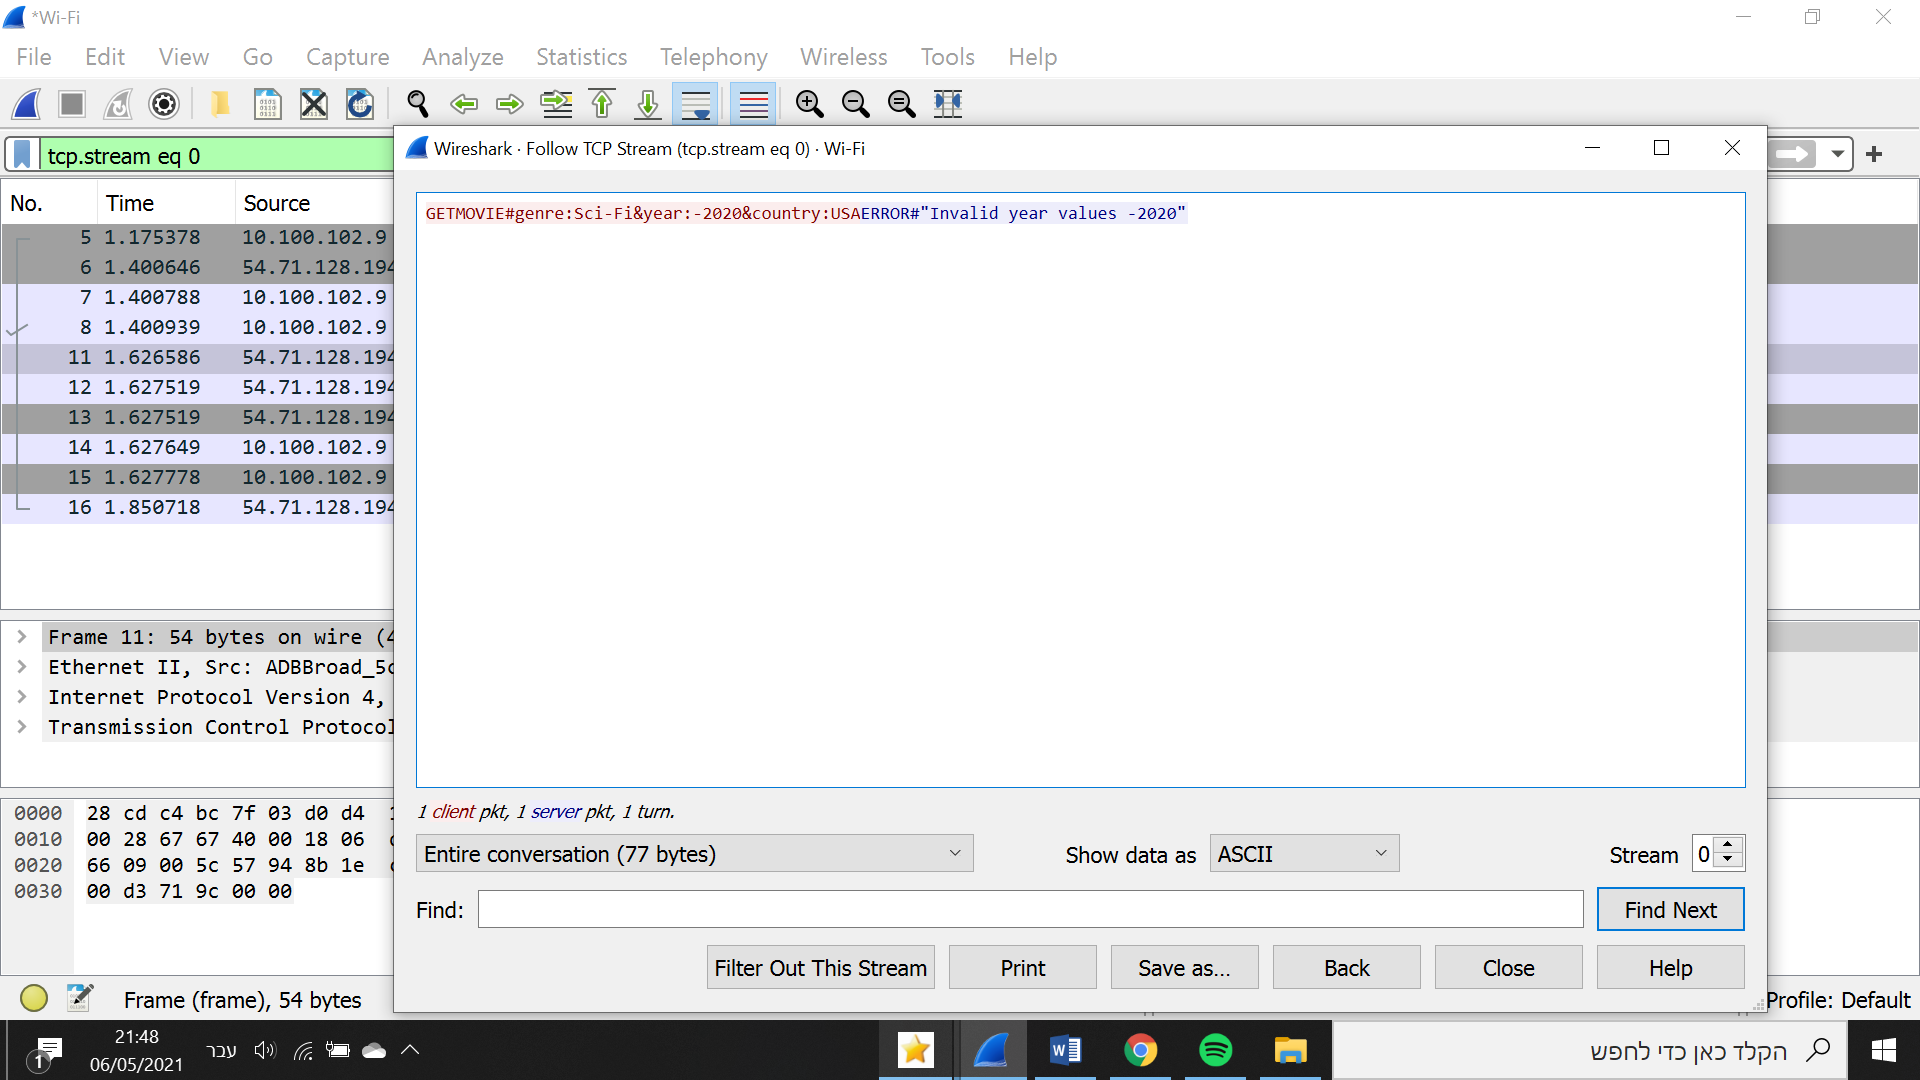 *Wi-Fi
File Edit View Go Capture Analyze Statistics Telephony Wireless Tools Help
tcp.stream eq 0
Wireshark · Follow TCP Stream (tcp.stream eq 0) · Wi-Fi
GETMOVIE#genre:Sci-Fi&year:-2020&country:USAERROR#"Invalid year values -2020"
No. Time Source
5 1.175378 10.100.102.9
6 1.400646 54.71.128.194
7 1.400788 10.100.102.9
8 1.400939 10.100.102.9
11 1.626586 54.71.128.194
12 1.627519 54.71.128.194
13 1.627519 54.71.128.194
14 1.627649 10.100.102.9
15 1.627778 10.100.102.9
16 1.850718 54.71.128.194
Frame 11: 54 bytes on wire (4
Ethernet II, Src: ADBBroad_5c
Internet Protocol Version 4,
Transmission Control Protocol
0000 28 cd c4 bc 7f 03 d0 d4
0010 00 28 67 67 40 00 18 06
0020 66 09 00 5c 57 94 8b 1e
0030 00 d3 71 9c 00 00
1 client pkt, 1 server pkt, 1 turn.
Entire conversation (77 bytes)
Show data as ASCII
Stream 0
Find:
Find Next
Filter Out This Stream Print Save as... Back Close Help
Frame (frame), 54 bytes
Profile: Default
1
21:48
06/05/2021
עבר
הקלד כאן כדי לחפש